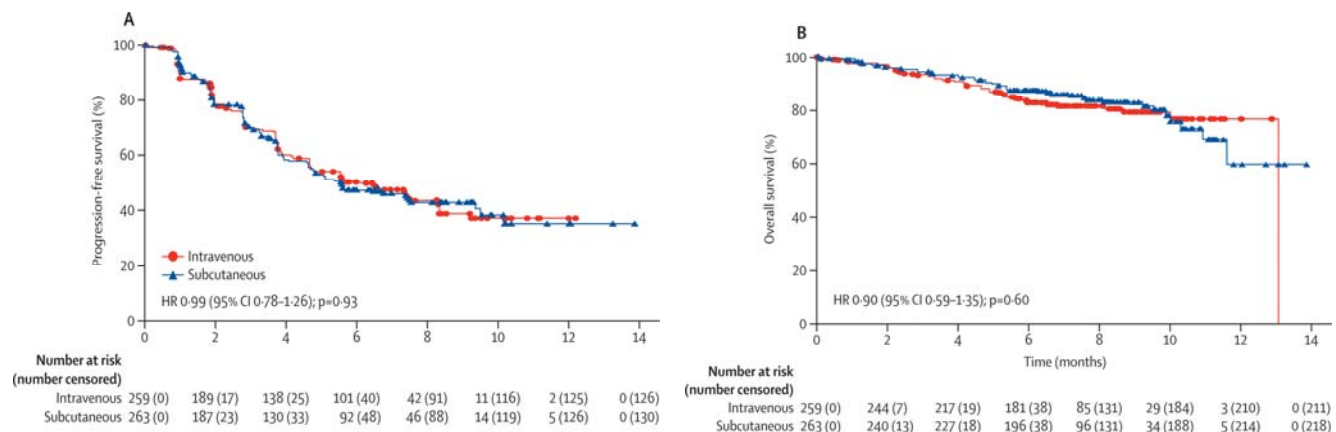 A
Progression-free survival (%)
100
80
60
40
20
0
Intravenous
Subcutaneous
HR 0·99 (95% CI 0·78–1·26); p=0·93
0 2 4 6 8 10 12 14
Number at risk
(number censored)
Intravenous 259 (0) 189 (17) 138 (25) 101 (40) 42 (91) 11 (116) 2 (125) 0 (126)
Subcutaneous 263 (0) 187 (23) 130 (33) 92 (48) 46 (88) 14 (119) 5 (126) 0 (130)
B
Overall survival (%)
100
80
60
40
20
0
HR 0·90 (95% CI 0·59–1·35); p=0·60
0 2 4 6 8 10 12 14
Time (months)
Number at risk
(number censored)
Intravenous 259 (0) 244 (7) 217 (19) 181 (38) 85 (131) 29 (184) 3 (210) 0 (211)
Subcutaneous 263 (0) 240 (13) 227 (18) 196 (38) 96 (131) 34 (188) 5 (214) 0 (218)